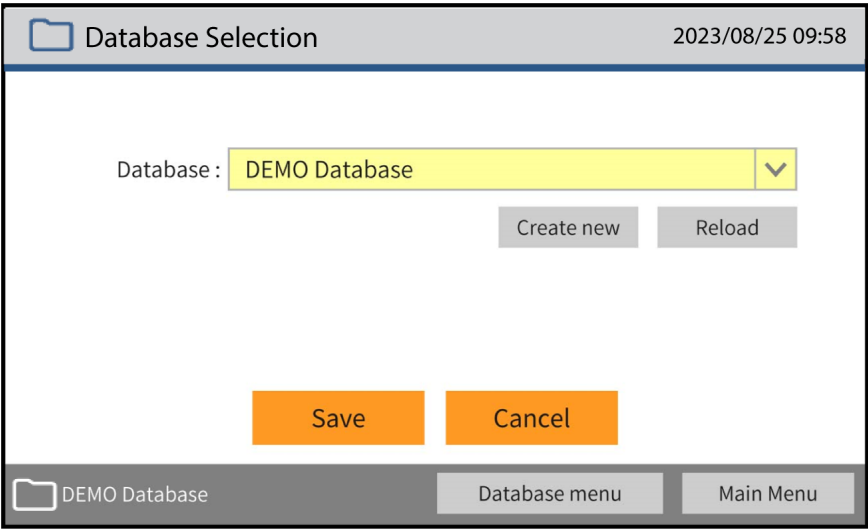 Database Selection 2023/08/25 09:58
Database : DEMO Database
Create new Reload
Save Cancel
DEMO Database Database menu Main Menu